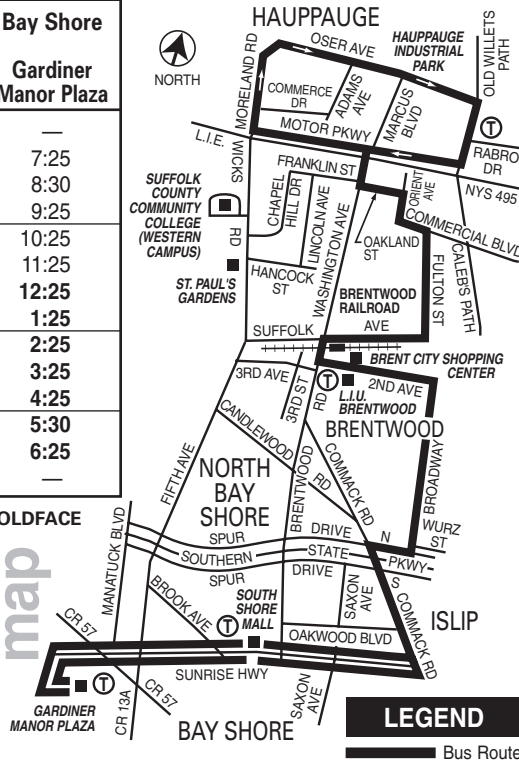 Bay Shore
Gardiner
Manor Plaza
—
7:25
8:30
9:25
10:25
11:25
12:25
1:25
2:25
3:25
4:25
5:30
6:25
—
OLDFACE
map
NORTH
HAUPPAUGE
HAUPPAUGE
INDUSTRIAL
PARK
OLD WILLETS
PATH
MORELAND RD
OSER AVE
COMMERCE
DR
ADAMS
AVE
MARCUS
BLVD
MOTOR PKWY
T
RABRO
DR
L.I.E.
NYS 495
WICKS
RD
FRANKLIN ST
SUFFOLK
COUNTY
COMMUNITY
COLLEGE
(WESTERN
CAMPUS)
CHAPEL
HILL DR
LINCOLN AVE
WASHINGTON AVE
ORIENT
AVE
COMMERCIAL BLVD
OAKLAND
ST
FULTON ST
CALEB'S PATH
ST. PAUL'S
GARDENS
HANCOCK
ST
BRENTWOOD
RAILROAD
SUFFOLK
AVE
BRENT CITY SHOPPING
CENTER
3RD AVE
3RD ST
RD
T
2ND AVE
L.I.U.
BRENTWOOD
BRENTWOOD
CANDLEWOOD
RD
COMMACK RD
BROADWAY
FIFTH AVE
NORTH
BAY
SHORE
BRENTWOOD
MANATUCK BLVD
SPUR
DRIVE
N
WURZ
ST
SOUTHERN
STATE
PKWY
SPUR
DRIVE
S
BROOK AVE
SOUTH
SHORE
MALL
T
SAXON
AVE
COMMACK RD
ISLIP
CR 57
OAKWOOD BLVD
SUNRISE HWY
T
GARDINER
MANOR PLAZA
CR 13A
CR 57
SAXON
AVE
BAY SHORE
LEGEND
Bus Route